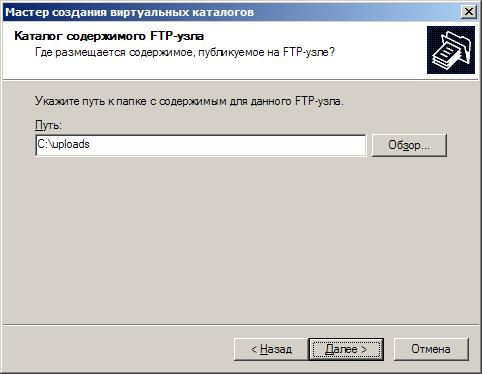 Мастер создания виртуальных каталогов
Каталог содержимого FTP-узла
Где размещается содержимое, публикуемое на FTP-узле?
Укажите путь к папке с содержимым для данного FTP-узла.
Путь:
C:\uploads
Обзор...
< Назад
Далее >
Отмена